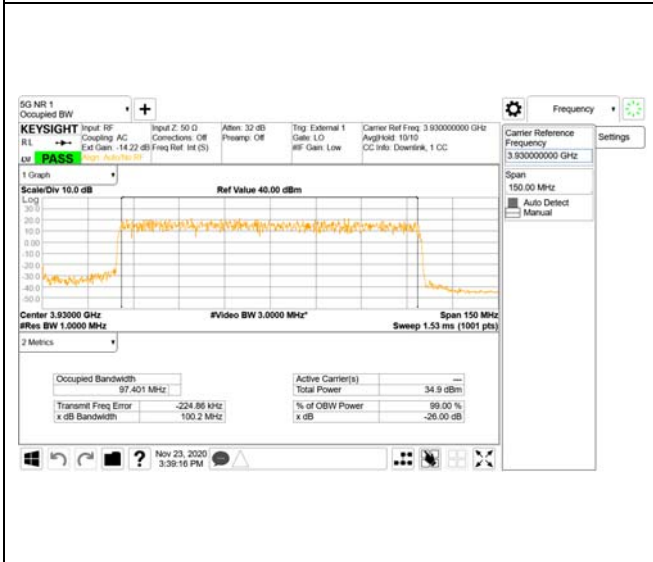 5G NR 1
Occupied BW
+
Frequency
KEYSIGHT
Input: RF
Coupling: AC
Ext Gain: -14.22 dB
Align: Auto/No RF
Input Z: 50 Ω
Corrections: Off
Freq Ref: Int (S)
Atten: 32 dB
Preamp: Off
Trig: External 1
Gate: LO
#IF Gain: Low
Carrier Ref Freq: 3.930000000 GHz
Avg|Hold: 10/10
CC Info: Downlink, 1 CC
R L
PASS
Carrier Reference
Frequency
3.930000000 GHz
Settings
Span
150.00 MHz
Auto Detect
Manual
1 Graph
Scale/Div 10.0 dB
Ref Value 40.00 dBm
Log
30.0
20.0
10.0
0.00
-10.0
-20.0
-30.0
-40.0
-50.0
Center 3.93000 GHz
#Video BW 3.0000 MHz*
Span 150 MHz
#Res BW 1.0000 MHz
Sweep 1.53 ms (1001 pts)
2 Metrics
Occupied Bandwidth
97.401 MHz
Transmit Freq Error -224.86 kHz
x dB Bandwidth 100.2 MHz
Active Carrier(s) ---
Total Power 34.9 dBm
% of OBW Power 99.00 %
x dB -26.00 dB
?
Nov 23, 2020
3:39:16 PM